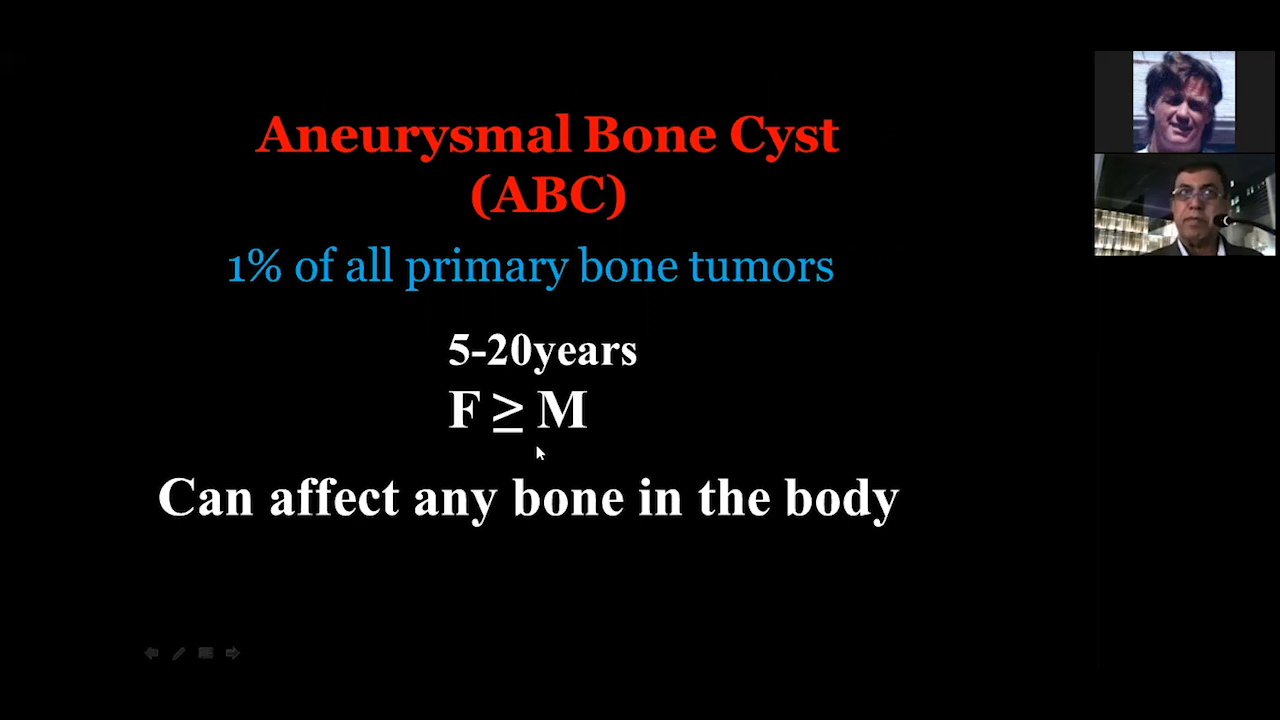 Aneurysmal Bone Cyst
(ABC)
1% of all primary bone tumors
5-20years
F ≥ M
Can affect any bone in the body